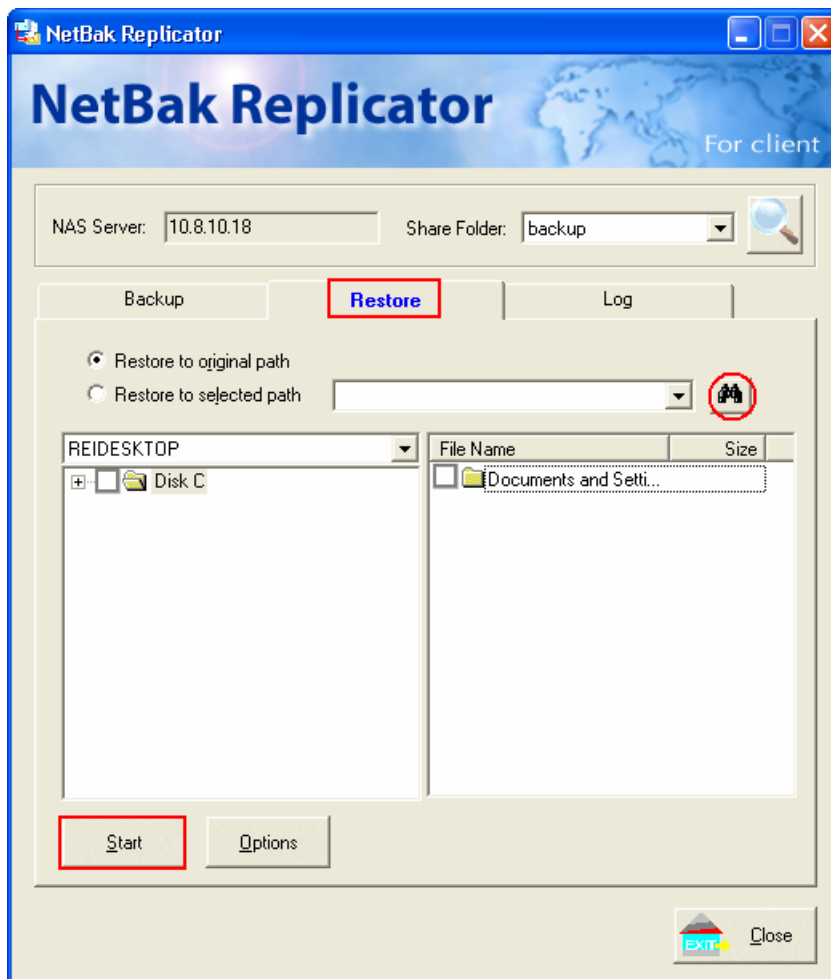 NetBak Replicator
NetBak Replicator
For client
NAS Server: 10.8.10.18 Share Folder: backup
Backup Restore Log
Restore to original path
Restore to selected path
REIDESKTOP File Name Size
Disk C Documents and Setti...
Start Options
EXIT Close